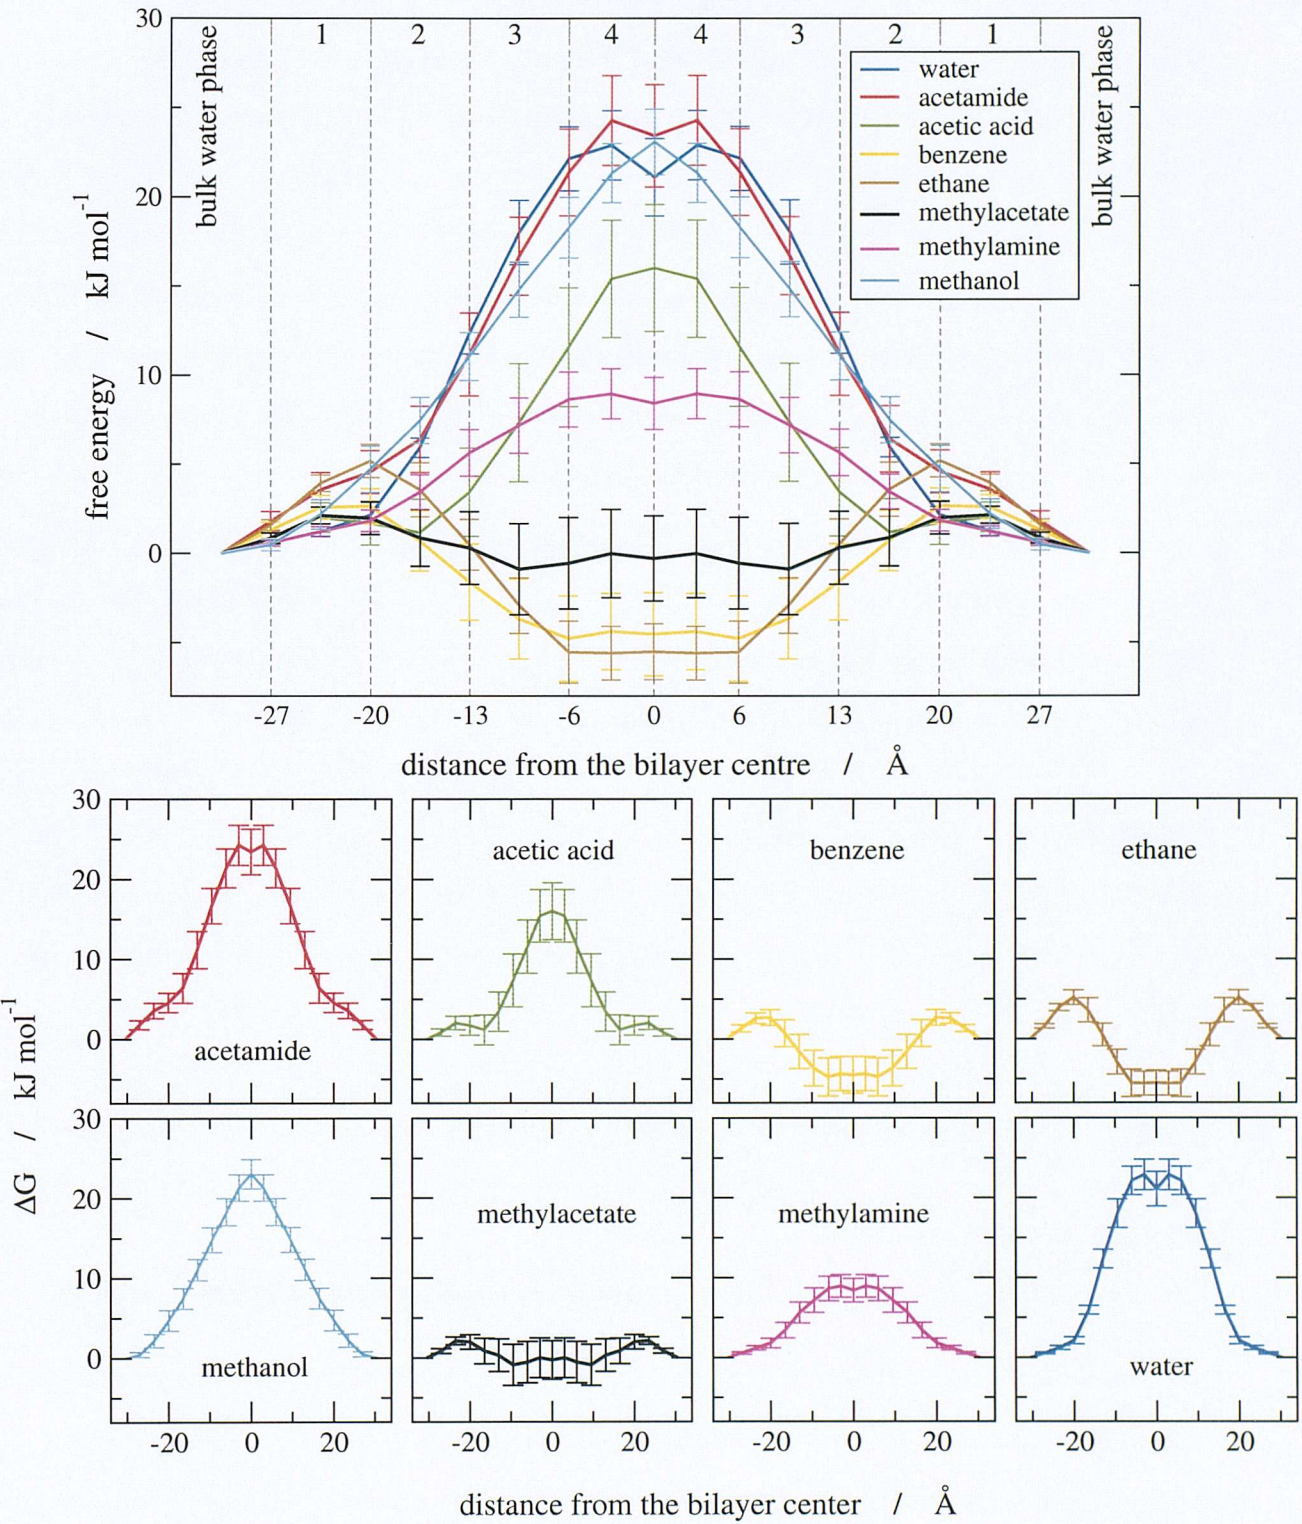 30
20
10
0
free energy / kJ mol-1
bulk water phase
1 2 3 4 4 3 2 1
bulk water phase
water
acetamide
acetic acid
benzene
ethane
methylacetate
methylamine
methanol
-27 -20 -13 -6 0 6 13 20 27
distance from the bilayer centre / Å
ΔG / kJ mol-1
30
20
10
0
acetamide
acetic acid
benzene
ethane
30
20
10
0
methanol
methylacetate
methylamine
water
-20 0 20
-20 0 20
-20 0 20
-20 0 20
distance from the bilayer center / Å